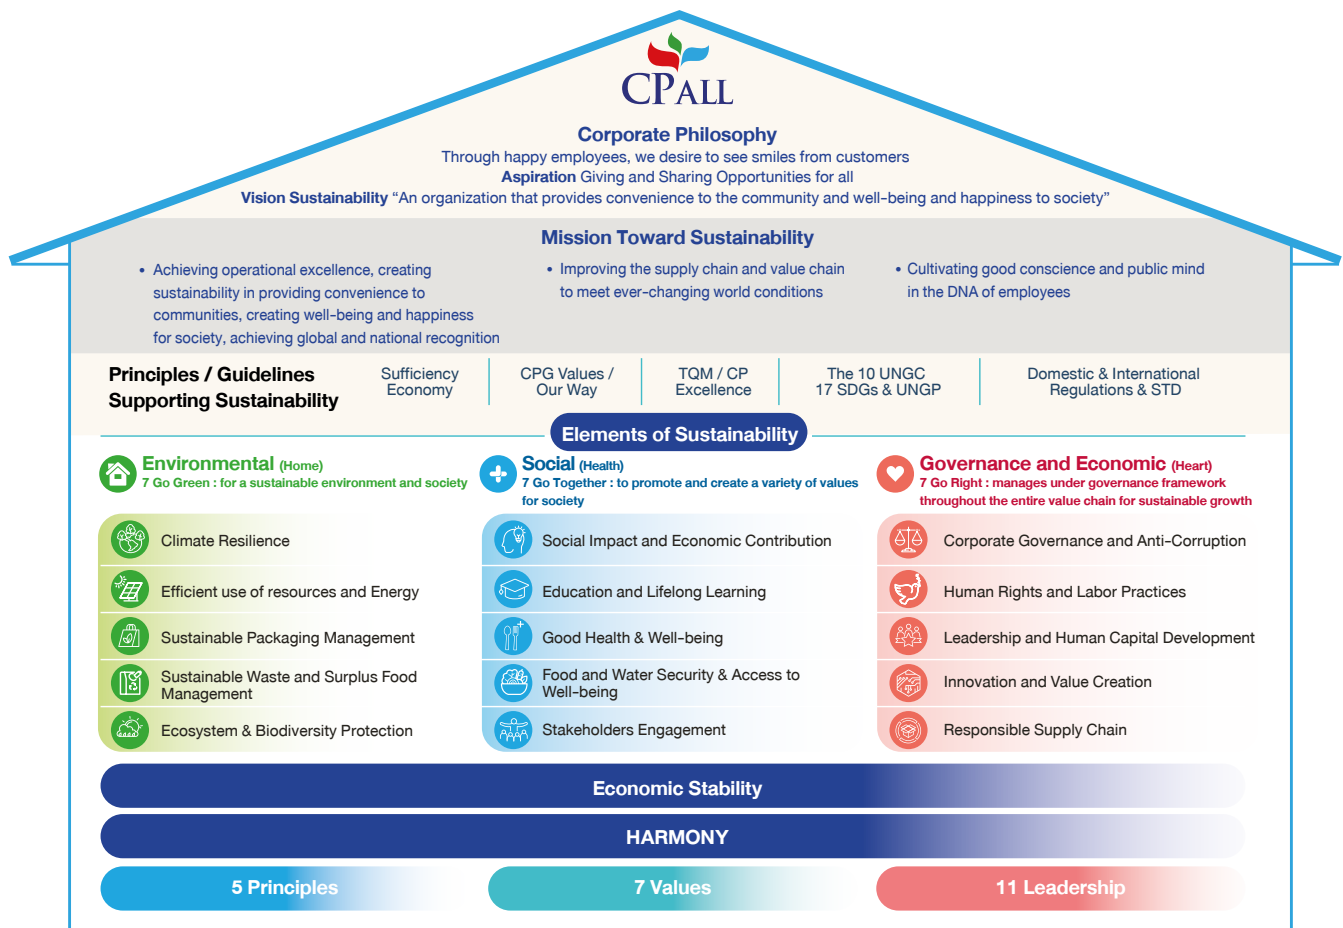 CPALL
Corporate Philosophy
Through happy employees, we desire to see smiles from customers
Aspiration Giving and Sharing Opportunities for all
Vision Sustainability “An organization that provides convenience to the community and well-being and happiness to society”
Mission Toward Sustainability
• Achieving operational excellence, creating
sustainability in providing convenience to
communities, creating well-being and happiness
for society, achieving global and national recognition
• Improving the supply chain and value chain
to meet ever-changing world conditions
• Cultivating good conscience and public mind
in the DNA of employees
Principles / Guidelines
Supporting Sustainability
Sufficiency
Economy
CPG Values /
Our Way
TQM / CP
Excellence
The 10 UNGC
17 SDGs & UNGP
Domestic & International
Regulations & STD
Elements of Sustainability
Environmental (Home)
7 Go Green : for a sustainable environment and society
Climate Resilience
Efficient use of resources and Energy
Sustainable Packaging Management
Sustainable Waste and Surplus Food
Management
Ecosystem & Biodiversity Protection
Social (Health)
7 Go Together : to promote and create a variety of values
for society
Social Impact and Economic Contribution
Education and Lifelong Learning
Good Health & Well-being
Food and Water Security & Access to
Well-being
Stakeholders Engagement
Governance and Economic (Heart)
7 Go Right : manages under governance framework
throughout the entire value chain for sustainable growth
Corporate Governance and Anti-Corruption
Human Rights and Labor Practices
Leadership and Human Capital Development
Innovation and Value Creation
Responsible Supply Chain
Economic Stability
HARMONY
5 Principles
7 Values
11 Leadership